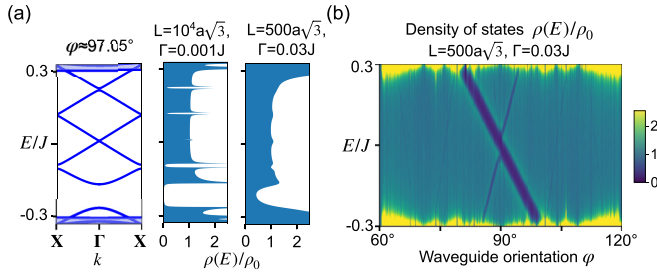 (a)
φ≈97.05°
L=10⁴a√3,
Γ=0.001J
L=500a√3,
Γ=0.03J
0.3
E/J
-0.3
X Γ X
k
0 1 2
0 1 2
ρ(E)/ρ₀
(b)
Density of states ρ(E)/ρ₀
L=500a√3, Γ=0.03J
0.3
E/J
-0.3
60° 90° 120°
Waveguide orientation φ
2
1
0